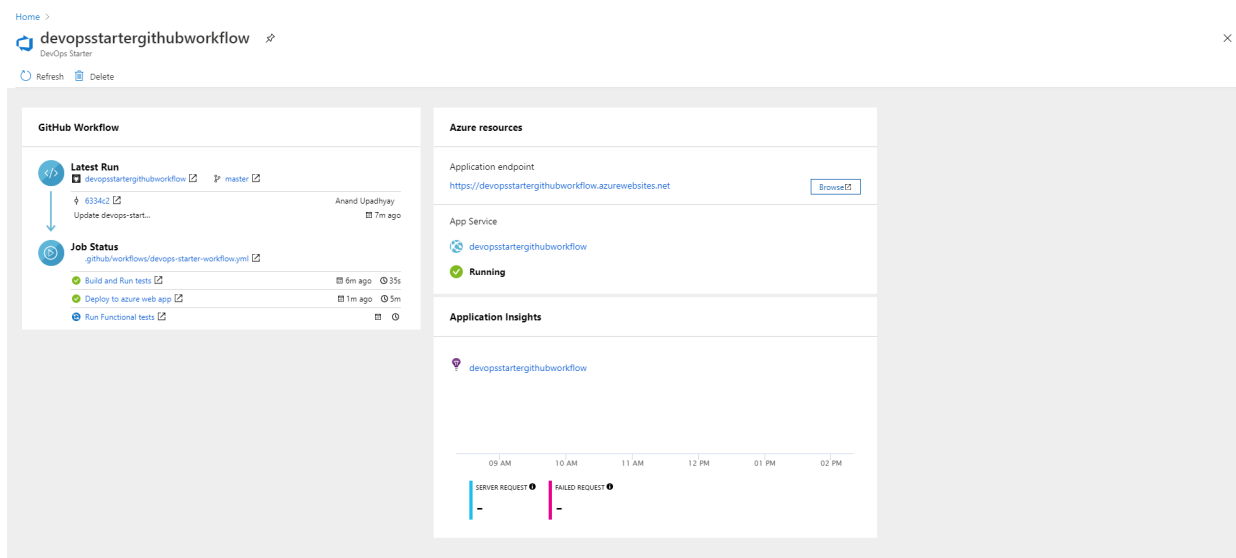 Home >
devopsstartergithubworkflow
DevOps Starter
Refresh Delete
GitHub Workflow
Latest Run
devopsstartergithubworkflow master
6334c2 Anand Upadhyay
Update devops-start... 7m ago
Job Status
.github/workflows/devops-starter-workflow.yml
Build and Run tests 6m ago 35s
Deploy to azure web app 1m ago 5m
Run Functional tests
Azure resources
Application endpoint
https://devopsstartergithubworkflow.azurewebsites.net Browse
App Service
devopsstartergithubworkflow
Running
Application Insights
devopsstartergithubworkflow
09 AM 10 AM 11 AM 12 PM 01 PM 02 PM
SERVER REQUEST FAILED REQUEST
- -